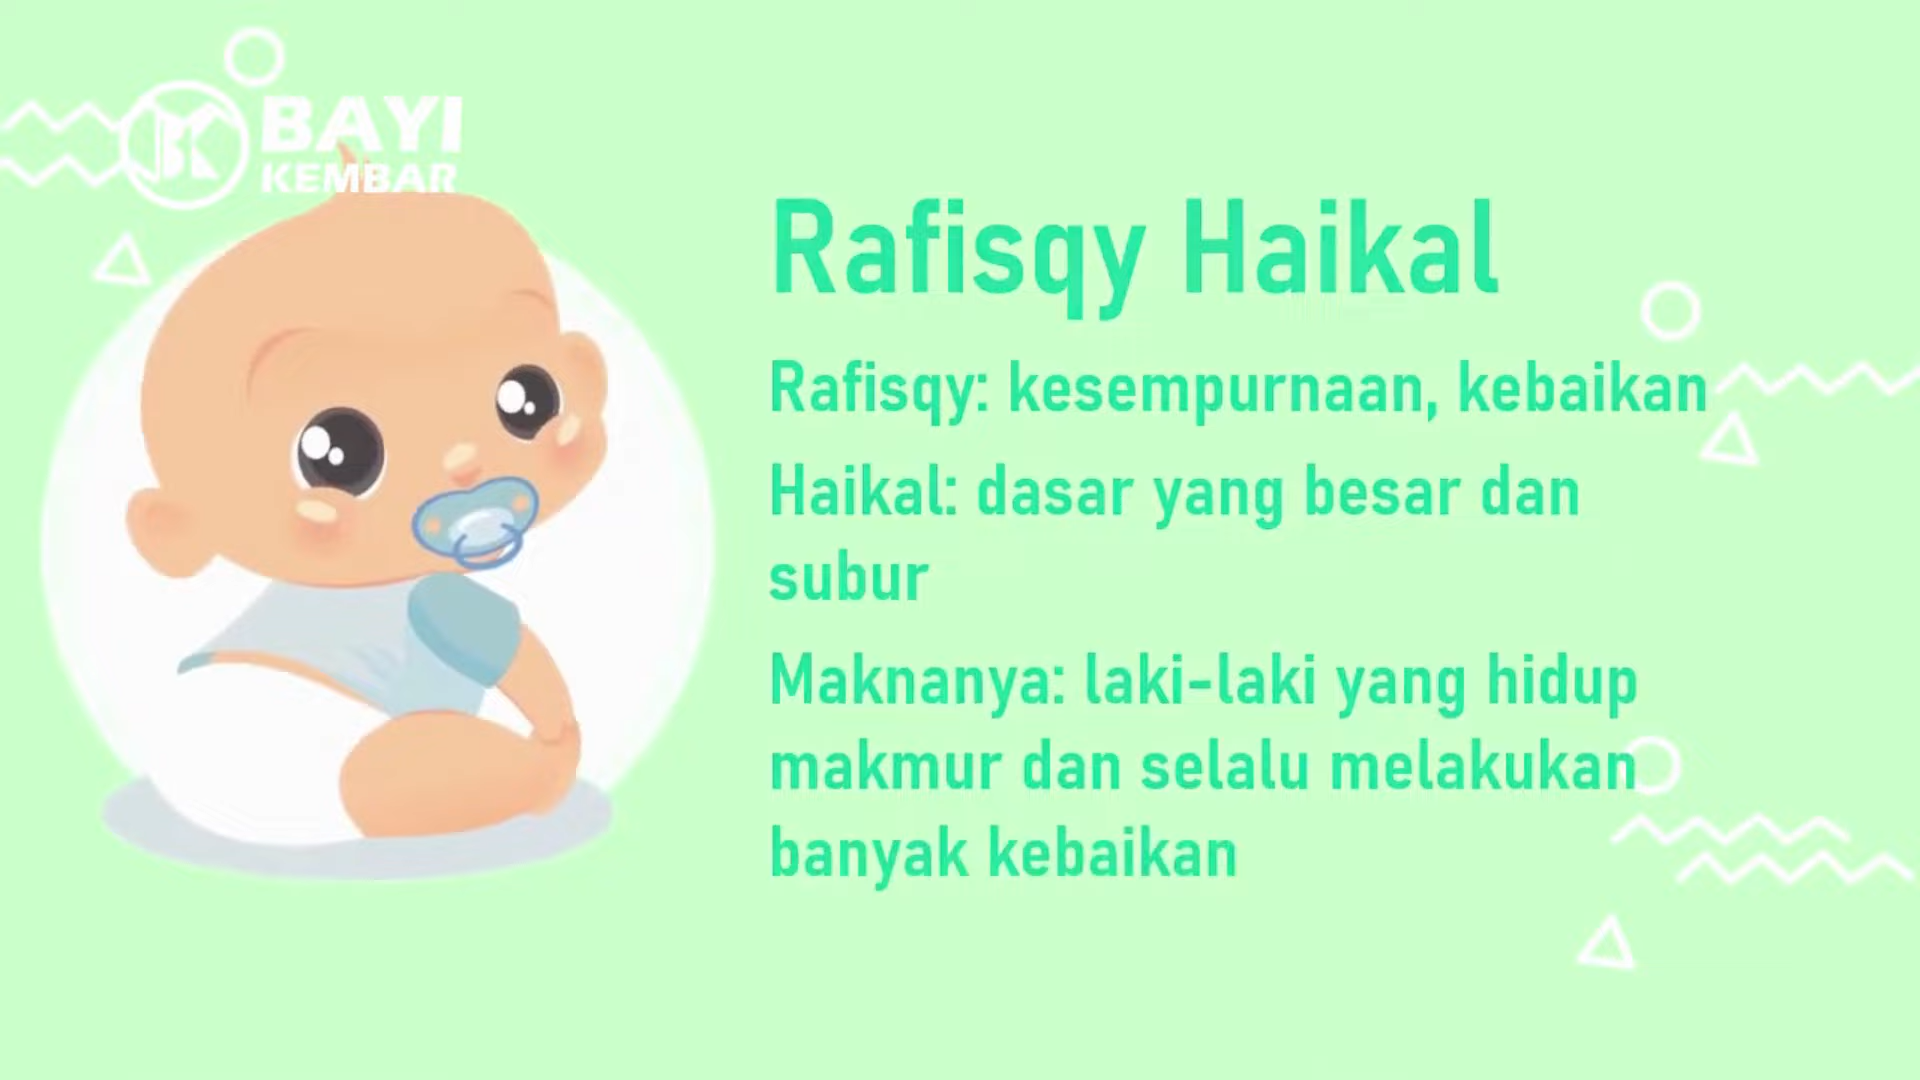 BK
BAYI
KEMBAR
Rafisqy Haikal
Rafisqy: kesempurnaan, kebaikan
Haikal: dasar yang besar dan
subur
Maknanya: laki-laki yang hidup
makmur dan selalu melakukan
banyak kebaikan